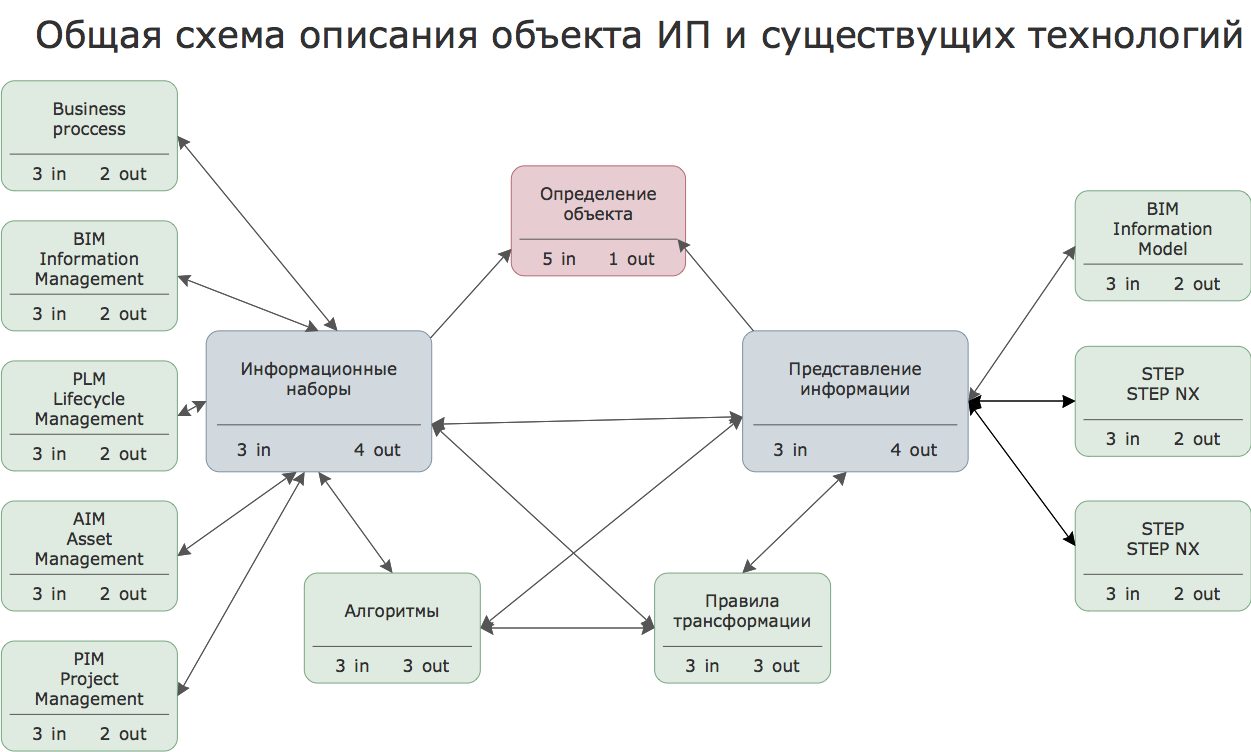 Общая схема описания объекта ИП и существущих технологий
Business
proccess
3 in 2 out
BIM
Information
Management
3 in 2 out
PLM
Lifecycle
Management
3 in 2 out
AIM
Asset
Management
3 in 2 out
PIM
Project
Management
3 in 2 out
Определение
объекта
5 in 1 out
Информационные
наборы
3 in 4 out
Представление
информации
3 in 4 out
Алгоритмы
3 in 3 out
Правила
трансформации
3 in 3 out
BIM
Information
Model
3 in 2 out
STEP
STEP NX
3 in 2 out
STEP
STEP NX
3 in 2 out